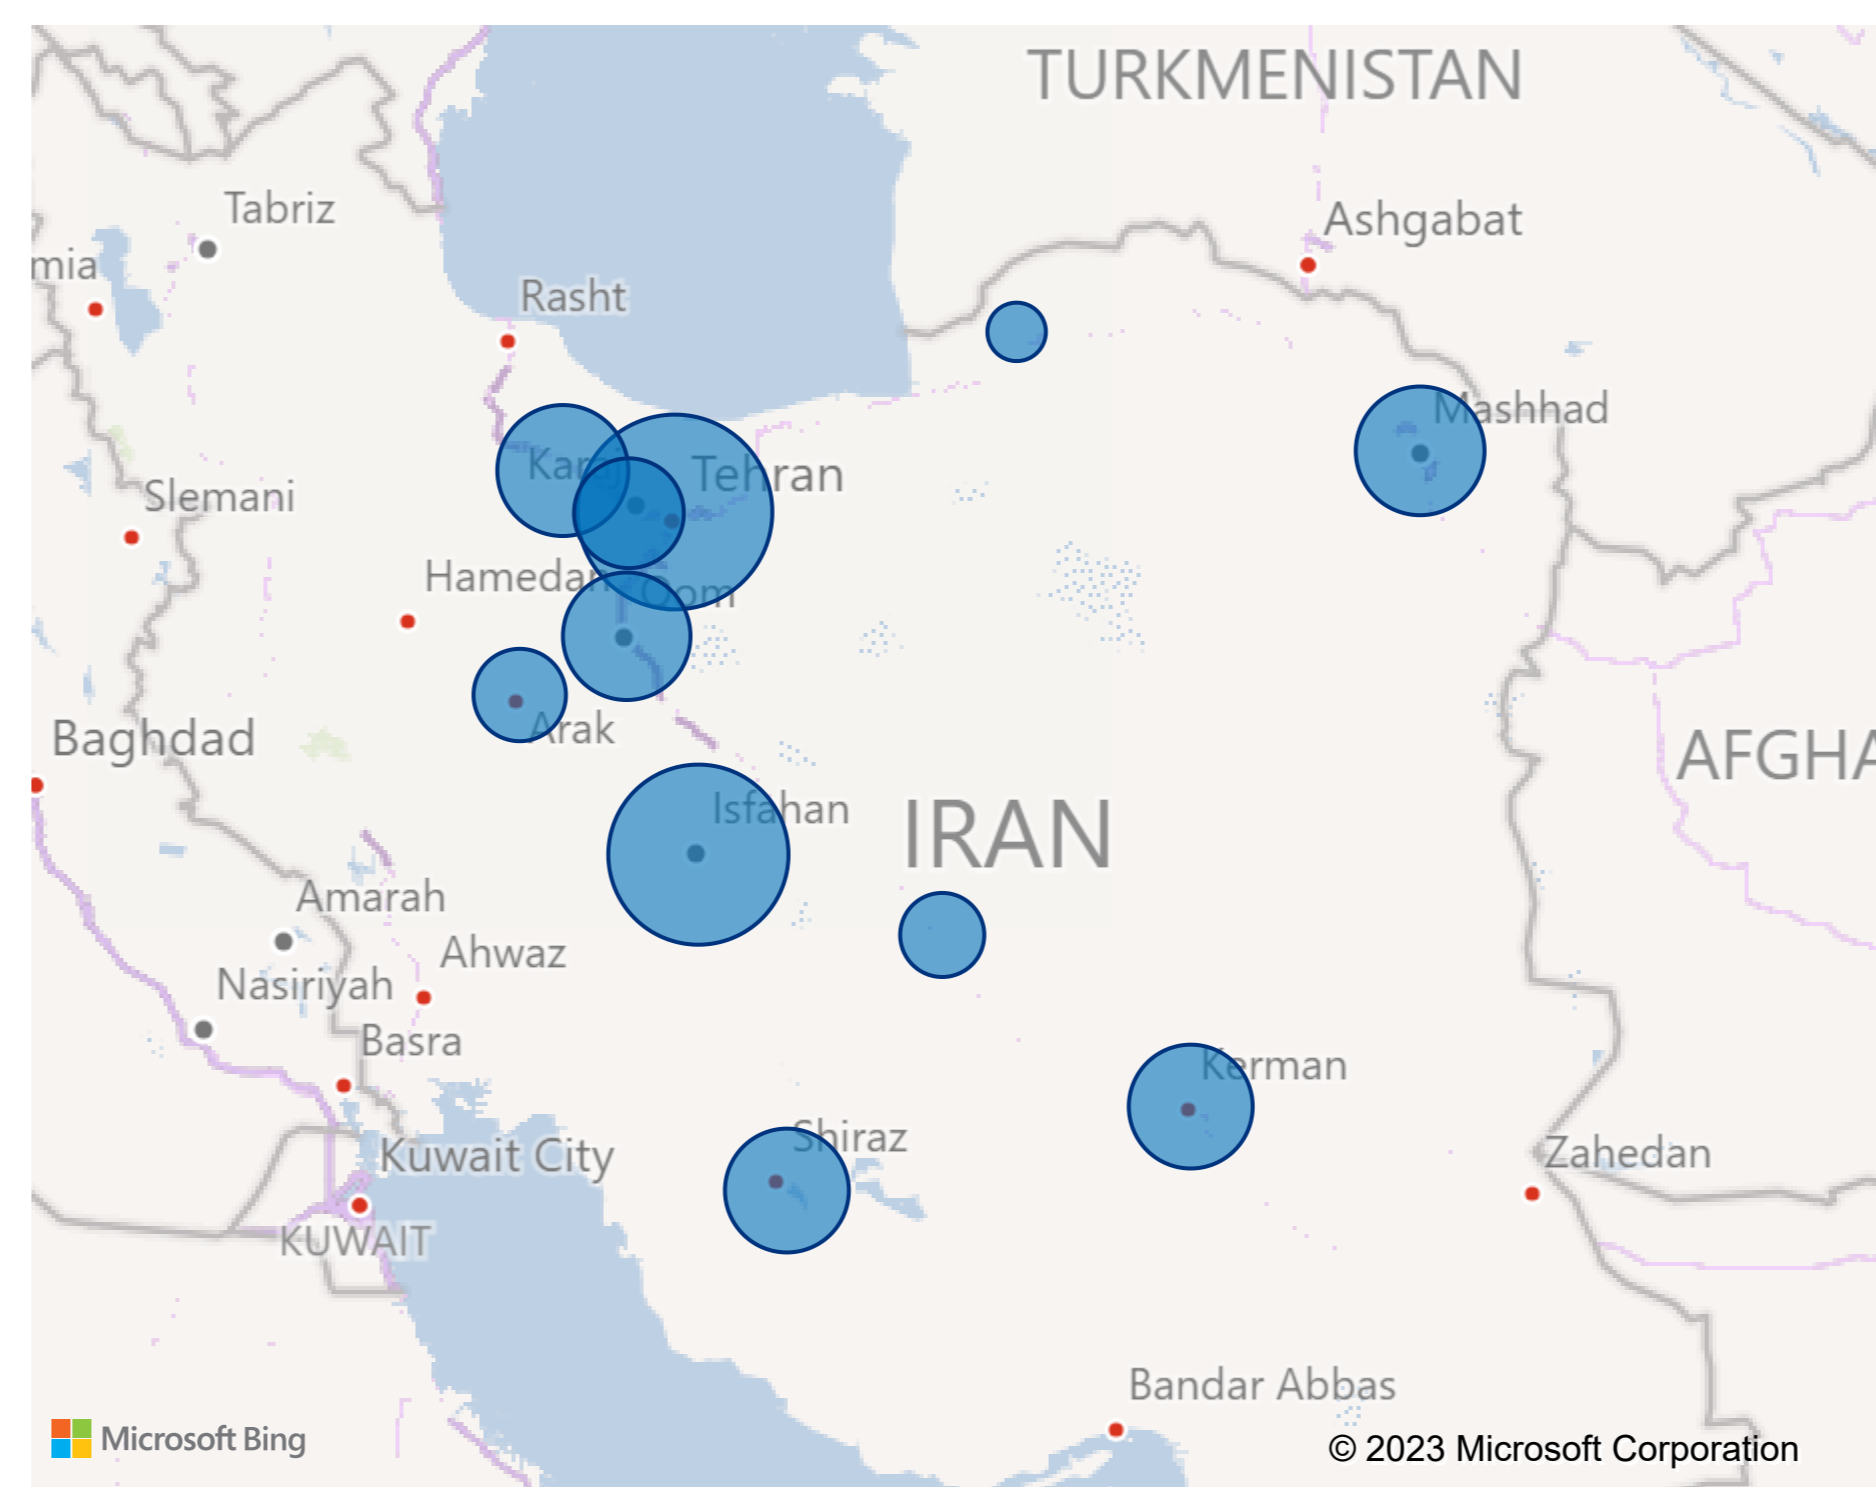 TURKMENISTAN
Tabriz
Ashgabat
mia
Rasht
Mashhad
Karaj
Tehran
Slemani
Hamedan
Qom
Arak
Baghdad
AFGHA
Isfahan
IRAN
Amarah
Ahwaz
Nasiriyah
Basra
Kerman
Shiraz
Kuwait City
Zahedan
KUWAIT
Bandar Abbas
Microsoft Bing
© 2023 Microsoft Corporation